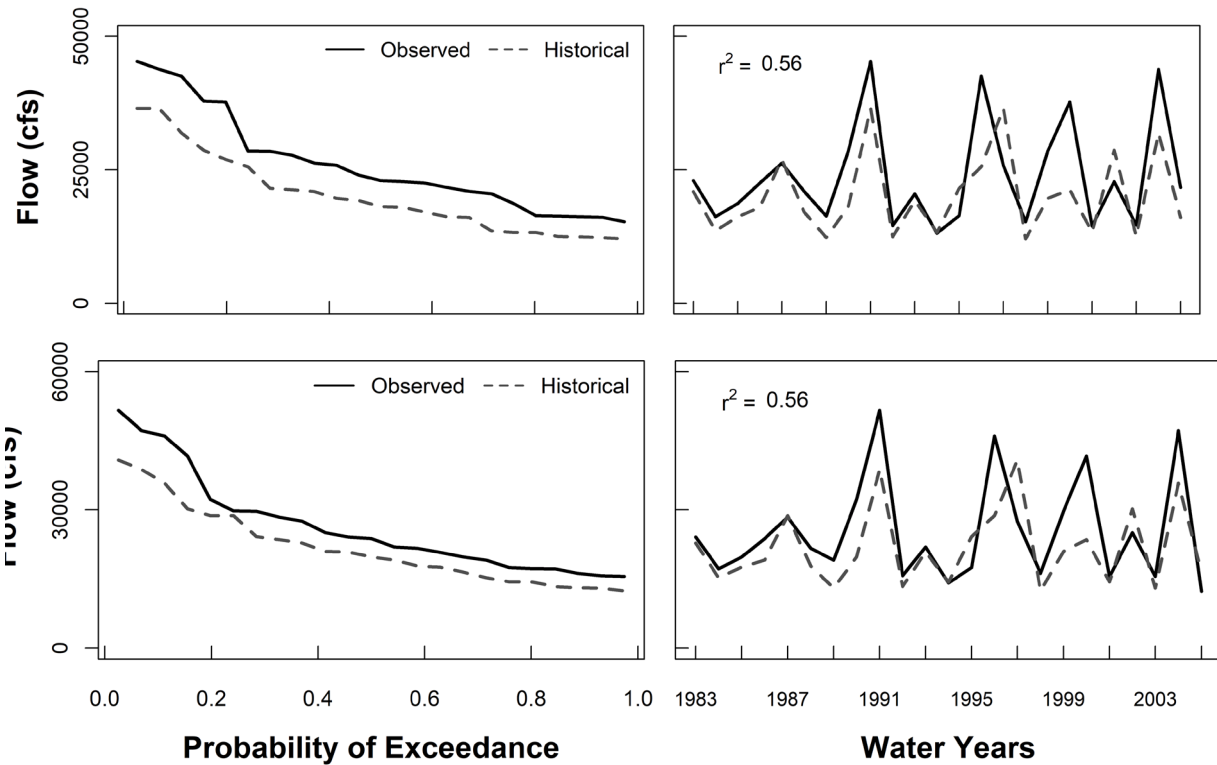 Flow (cfs)
50000
25000
0
Observed
Historical
r² = 0.56
Flow (cfs)
60000
30000
0
Observed
Historical
r² = 0.56
0.0 0.2 0.4 0.6 0.8 1.0
1983 1987 1991 1995 1999 2003
Probability of Exceedance
Water Years